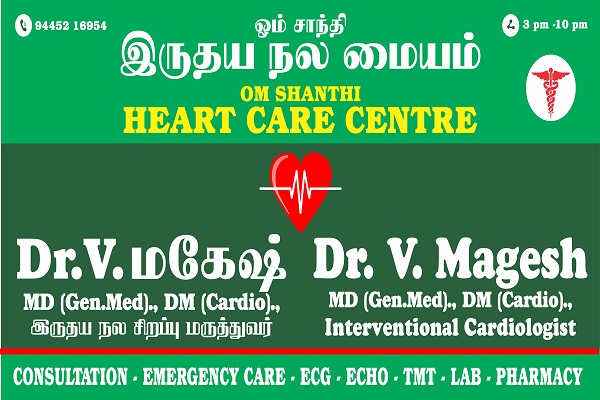 94452 16954
3 pm -10 pm
ஓம் சாந்தி
இருதய நல மையம்
OM SHANTHI
HEART CARE CENTRE
Dr.V. மகேஷ்
MD (Gen.Med)., DM (Cardio).,
இருதய நல சிறப்பு மருத்துவர்
Dr. V. Magesh
MD (Gen.Med)., DM (Cardio).,
Interventional Cardiologist
CONSULTATION - EMERGENCY CARE - ECG - ECHO - TMT - LAB - PHARMACY